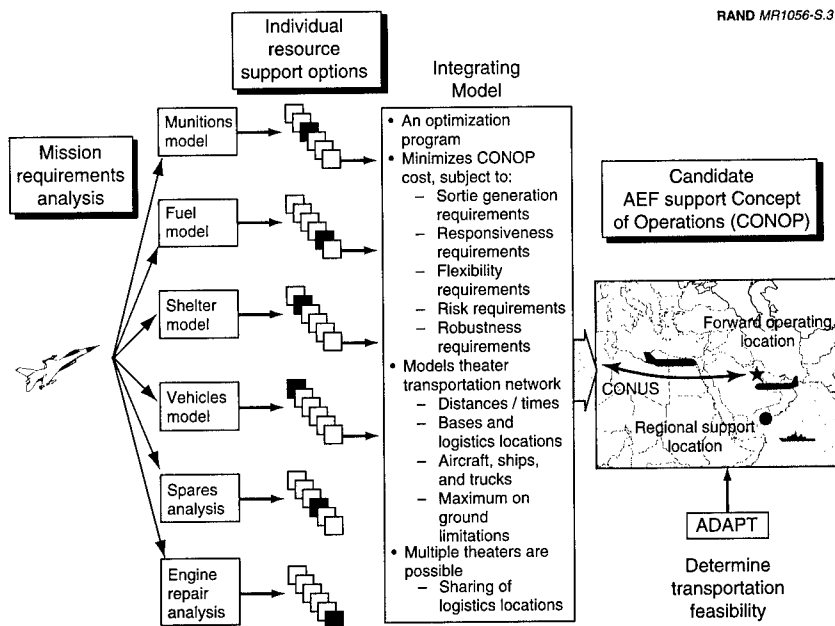 RAND MR1056-S.3
Individual
resource
support options
Integrating
Model
Mission
requirements
analysis
Munitions
model
Fuel
model
Shelter
model
Vehicles
model
Spares
analysis
Engine
repair
analysis
• An optimization
program
• Minimizes CONOP
cost, subject to:
– Sortie generation
requirements
– Responsiveness
requirements
– Flexibility
requirements
– Risk requirements
– Robustness
requirements
• Models theater
transportation network
– Distances / times
– Bases and
logistics locations
– Aircraft, ships,
and trucks
– Maximum on
ground
limitations
• Multiple theaters are
possible
– Sharing of
logistics locations
Candidate
AEF support Concept
of Operations (CONOP)
Forward operating
location
CONUS
Regional support
location
ADAPT
Determine
transportation
feasibility